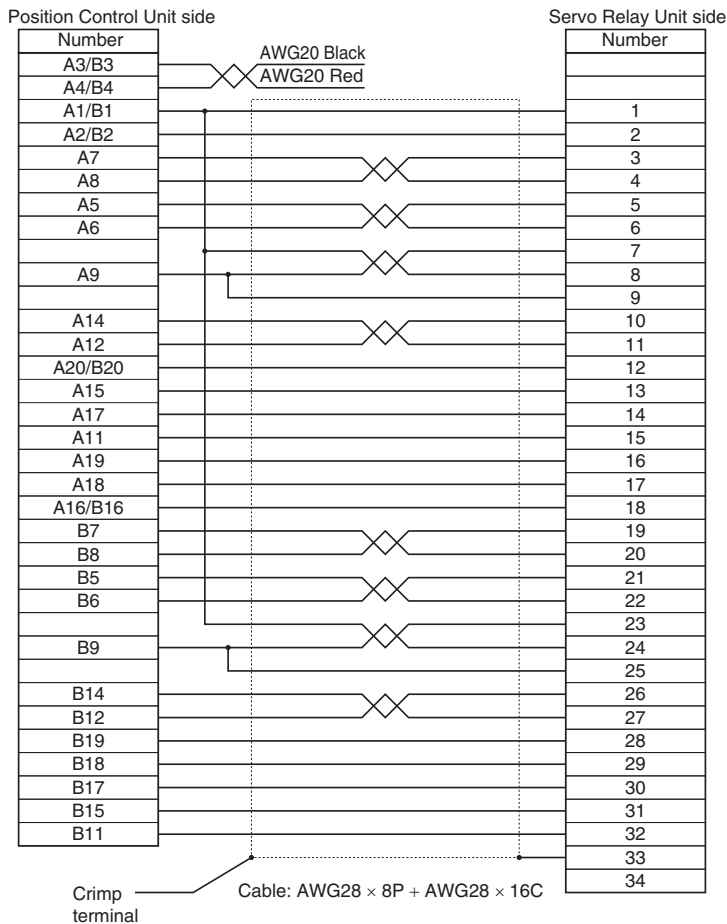 Position Control Unit side Servo Relay Unit side
Number Number
AWG20 Black
A3/B3
AWG20 Red
A4/B4
A1/B1 1
A2/B2 2
A7 3
A8 4
A5 5
A6 6
7
A9 8
9
A14 10
A12 11
A20/B20 12
A15 13
A17 14
A11 15
A19 16
A18 17
A16/B16 18
B7 19
B8 20
B5 21
B6 22
23
B9 24
25
B14 26
B12 27
B19 28
B18 29
B17 30
B15 31
B11 32
33
34
Crimp
terminal
Cable: AWG28 × 8P + AWG28 × 16C